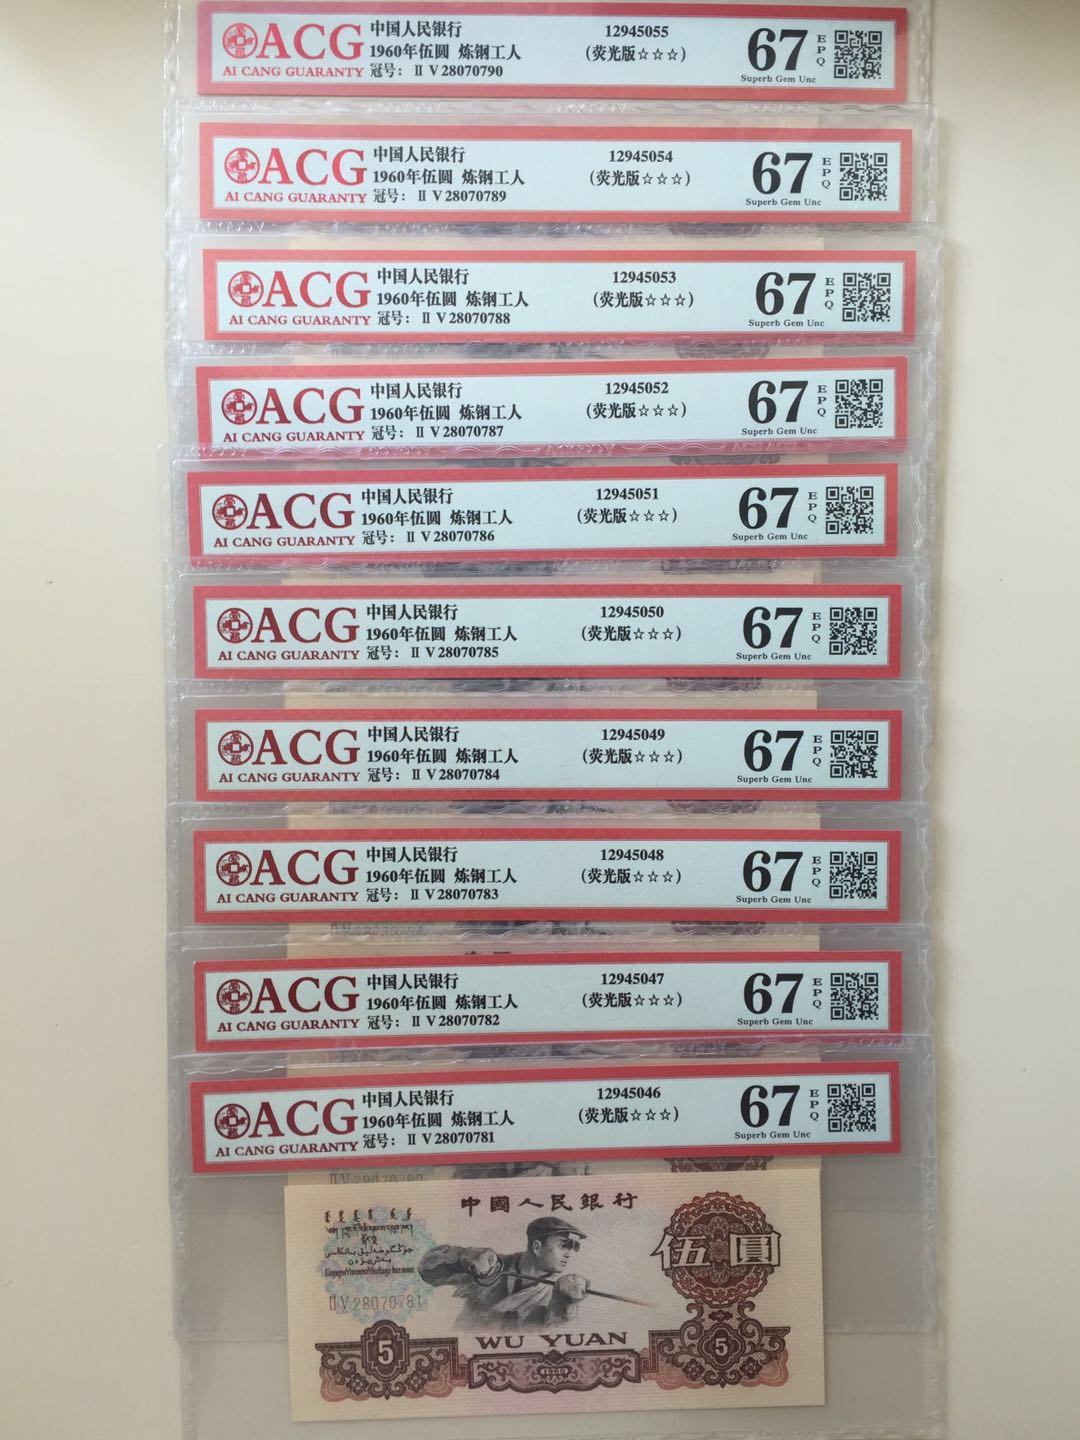 ACG
AI CANG GUARANTY
中国人民银行
1960年伍圆 炼钢工人
冠号： Ⅱ V 28070790
12945055
(荧光版☆☆☆)
67
EPQ
Superb Gem Unc
ACG
AI CANG GUARANTY
中国人民银行
1960年伍圆 炼钢工人
冠号： Ⅱ V 28070789
12945054
(荧光版☆☆☆)
67
EPQ
Superb Gem Unc
ACG
AI CANG GUARANTY
中国人民银行
1960年伍圆 炼钢工人
冠号： Ⅱ V 28070788
12945053
(荧光版☆☆☆)
67
EPQ
Superb Gem Unc
ACG
AI CANG GUARANTY
中国人民银行
1960年伍圆 炼钢工人
冠号： Ⅱ V 28070787
12945052
(荧光版☆☆☆)
67
EPQ
Superb Gem Unc
ACG
AI CANG GUARANTY
中国人民银行
1960年伍圆 炼钢工人
冠号： Ⅱ V 28070786
12945051
(荧光版☆☆☆)
67
EPQ
Superb Gem Unc
ACG
AI CANG GUARANTY
中国人民银行
1960年伍圆 炼钢工人
冠号： Ⅱ V 28070785
12945050
(荧光版☆☆☆)
67
EPQ
Superb Gem Unc
ACG
AI CANG GUARANTY
中国人民银行
1960年伍圆 炼钢工人
冠号： Ⅱ V 28070784
12945049
(荧光版☆☆☆)
67
EPQ
Superb Gem Unc
ACG
AI CANG GUARANTY
中国人民银行
1960年伍圆 炼钢工人
冠号： Ⅱ V 28070783
12945048
(荧光版☆☆☆)
67
EPQ
Superb Gem Unc
ACG
AI CANG GUARANTY
中国人民银行
1960年伍圆 炼钢工人
冠号： Ⅱ V 28070782
12945047
(荧光版☆☆☆)
67
EPQ
Superb Gem Unc
ACG
AI CANG GUARANTY
中国人民银行
1960年伍圆 炼钢工人
冠号： Ⅱ V 28070781
12945046
(荧光版☆☆☆)
67
EPQ
Superb Gem Unc
中國人民銀行
伍圓
Ⅱ V 28070781
WU YUAN
5
1960
5